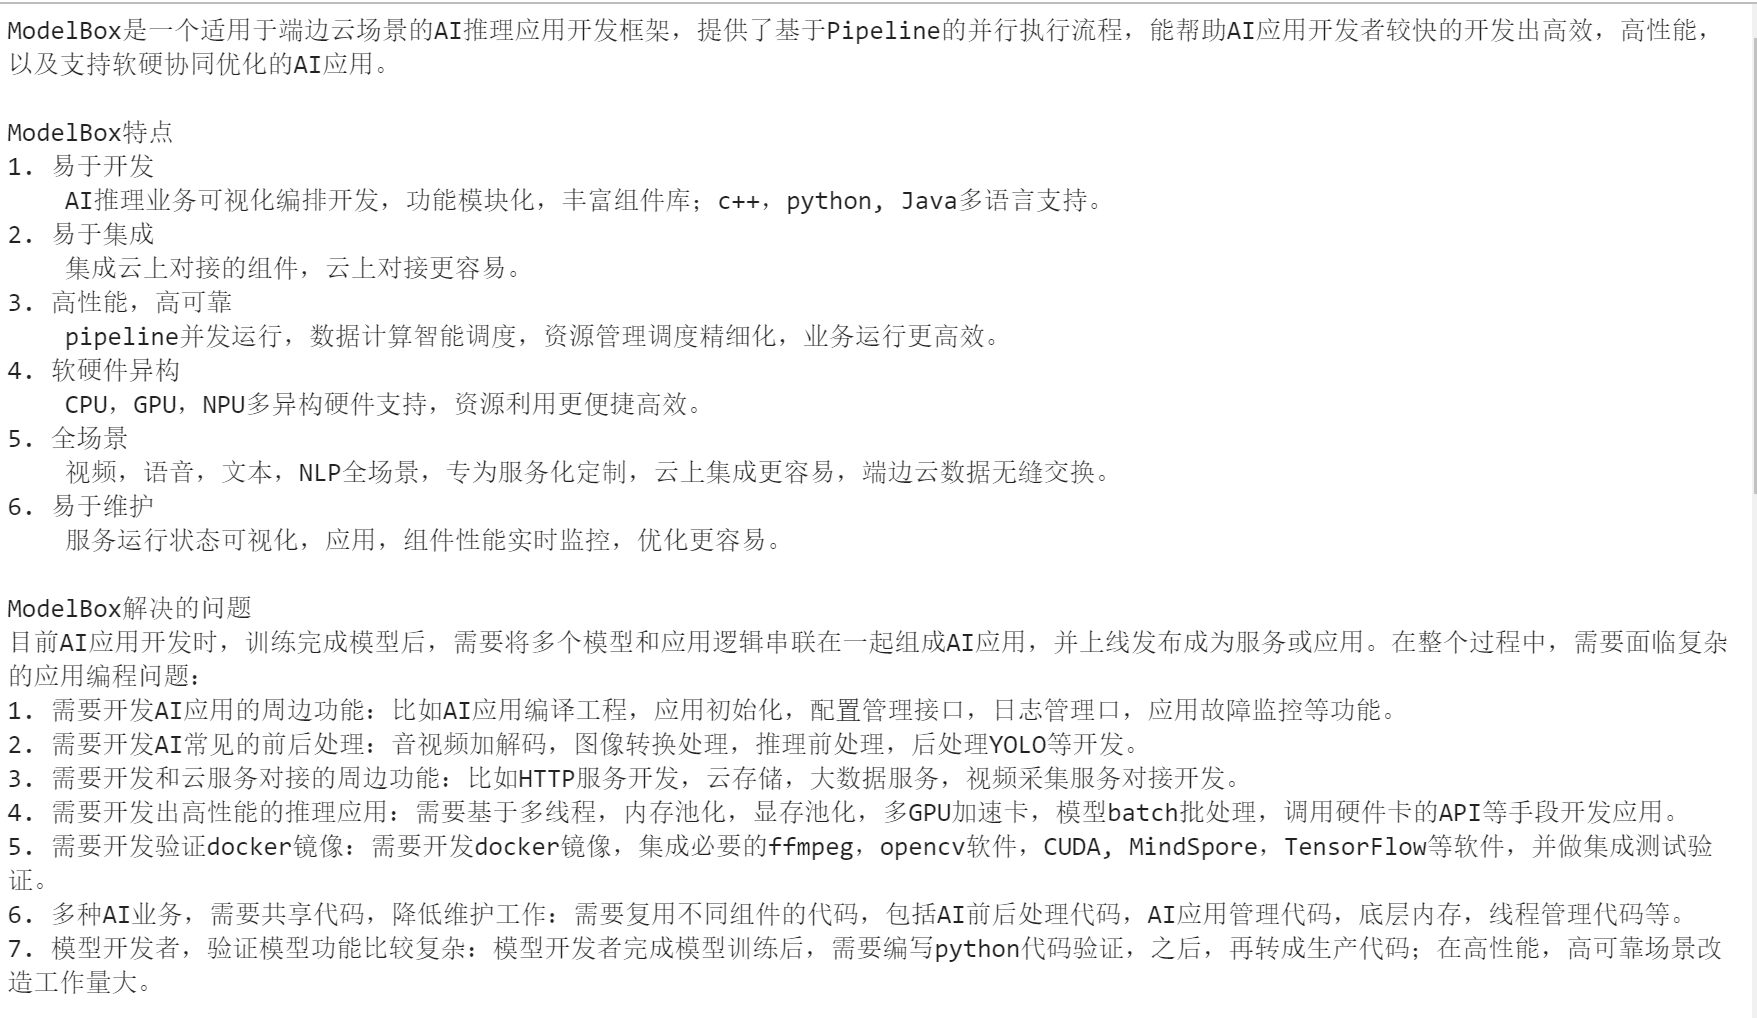 ModelBox是一个适用于端边云场景的AI推理应用开发框架，提供了基于Pipeline的并行执行流程，能帮助AI应用开发者较快的开发出高效，高性能，
以及支持软硬协同优化的AI应用。
ModelBox特点
1. 易于开发
AI推理业务可视化编排开发，功能模块化，丰富组件库；c++，python, Java多语言支持。
2. 易于集成
集成云上对接的组件，云上对接更容易。
3. 高性能，高可靠
pipeline并发运行，数据计算智能调度，资源管理调度精细化，业务运行更高效。
4. 软硬件异构
CPU，GPU，NPU多异构硬件支持，资源利用更便捷高效。
5. 全场景
视频，语音，文本，NLP全场景，专为服务化定制，云上集成更容易，端边云数据无缝交换。
6. 易于维护
服务运行状态可视化，应用，组件性能实时监控，优化更容易。
ModelBox解决的问题
目前AI应用开发时，训练完成模型后，需要将多个模型和应用逻辑串联在一起组成AI应用，并上线发布成为服务或应用。在整个过程中，需要面临复杂
的应用编程问题：
1. 需要开发AI应用的周边功能：比如AI应用编译工程，应用初始化，配置管理接口，日志管理口，应用故障监控等功能。
2. 需要开发AI常见的前后处理：音视频加解码，图像转换处理，推理前处理，后处理YOLO等开发。
3. 需要开发和云服务对接的周边功能：比如HTTP服务开发，云存储，大数据服务，视频采集服务对接开发。
4. 需要开发出高性能的推理应用：需要基于多线程，内存池化，显存池化，多GPU加速卡，模型batch批处理，调用硬件卡的API等手段开发应用。
5. 需要开发验证docker镜像：需要开发docker镜像，集成必要的ffmpeg，opencv软件，CUDA, MindSpore，TensorFlow等软件，并做集成测试验
证。
6. 多种AI业务，需要共享代码，降低维护工作：需要复用不同组件的代码，包括AI前后处理代码，AI应用管理代码，底层内存，线程管理代码等。
7. 模型开发者，验证模型功能比较复杂：模型开发者完成模型训练后，需要编写python代码验证，之后，再转成生产代码；在高性能，高可靠场景改
造工作量大。